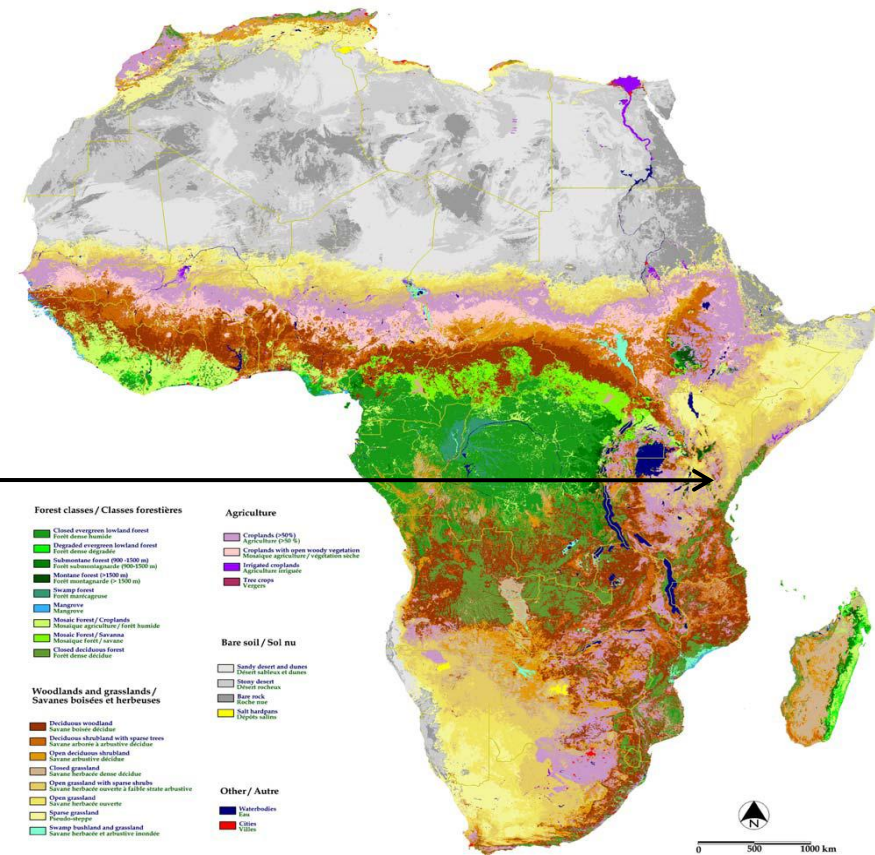 Forest classes / Classes forestières
Closed evergreen lowland forest
Forêt dense humide
Degraded evergreen lowland forest
Forêt dense dégradée
Submontane forest (900 -1500 m)
Forêt submontagnarde (900-1500 m)
Montane forest (>1500 m)
Forêt montagnarde (> 1500 m)
Swamp forest
Forêt marécageuse
Mangrove
Mangrove
Mosaic Forest / Croplands
Mosaïque agriculture / forêt humide
Mosaic Forest / Savanna
Mosaïque forêt / savane
Closed deciduous forest
Forêt dense décidue
Woodlands and grasslands /
Savanes boisées et herbeuses
Deciduous woodland
Savane boisée décidue
Deciduous shrubland with sparse trees
Savane arborée à arbustive décidue
Open deciduous shrubland
Savane arbustive décidue
Closed grassland
Savane herbacée dense décidue
Open grassland with sparse shrubs
Savane herbacée ouverte à faible strate arbustive
Open grassland
Savane herbacée ouverte
Sparse grassland
Pseudo-steppe
Swamp bushland and grassland
Savane herbacée et arbustive inondée
Agriculture
Croplands (>50%)
Agriculture (>50 %)
Croplands with open woody vegetation
Mosaïque agriculture / végétation sèche
Irrigated croplands
Agriculture irriguée
Tree crops
Vergers
Bare soil / Sol nu
Sandy desert and dunes
Désert sableux et dunes
Stony desert
Désert rocheux
Bare rock
Roche nue
Salt hardpans
Dépôts salins
Other / Autre
Waterbodies
Eau
Cities
Villes
0 500 1000 km